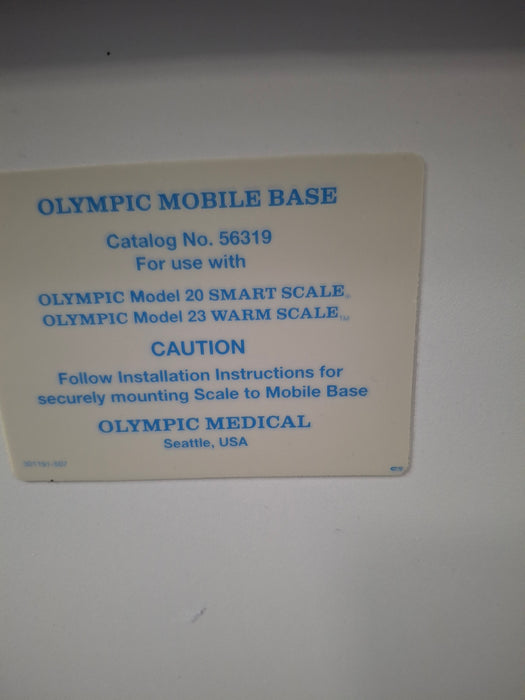 OLYMPIC MOBILE BASE
Catalog No. 56319
For use with
OLYMPIC Model 20 SMART SCALE®
OLYMPIC Model 23 WARM SCALE™
CAUTION
Follow Installation Instructions for
securely mounting Scale to Mobile Base
OLYMPIC MEDICAL
Seattle, USA